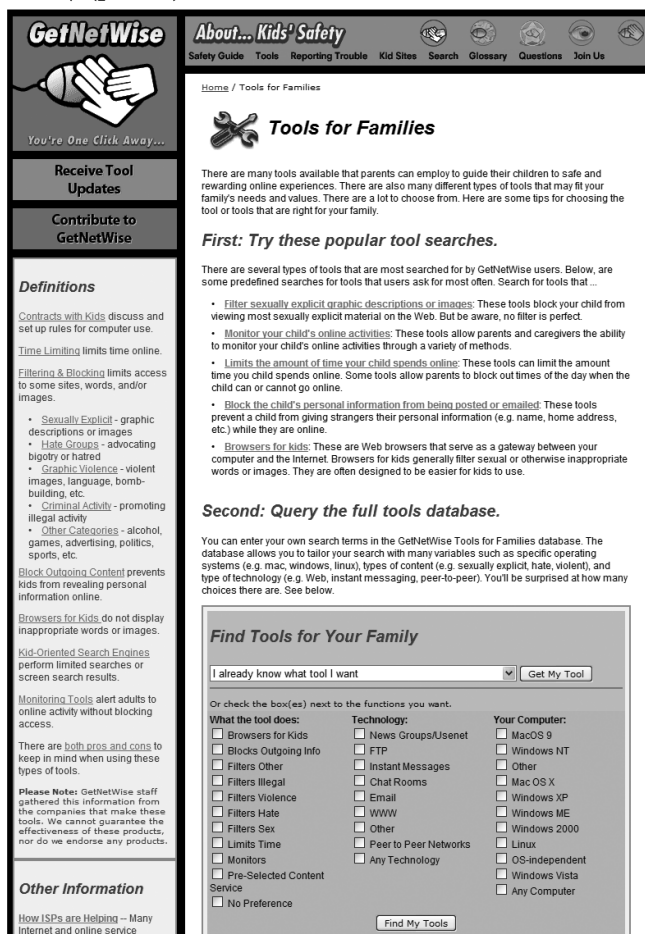 GetNetWise
You're One Click Away...
Receive Tool
Updates
Contribute to
GetNetWise
Definitions
Contracts with Kids discuss and
set up rules for computer use.
Time Limiting limits time online.
Filtering & Blocking limits access
to some sites, words, and/or
images.
• Sexually Explicit - graphic
descriptions or images
• Hate Groups - advocating
bigotry or hatred
• Graphic Violence - violent
images, language, bomb-
building, etc.
• Criminal Activity - promoting
illegal activity
• Other Categories - alcohol,
games, advertising, politics,
sports, etc.
Block Outgoing Content prevents
kids from revealing personal
information online.
Browsers for Kids do not display
inappropriate words or images.
Kid-Oriented Search Engines
perform limited searches or
screen search results.
Monitoring Tools alert adults to
online activity without blocking
access.
There are both pros and cons to
keep in mind when using these
types of tools.
Please Note: GetNetWise staff
gathered this information from
the companies that make these
tools. We cannot guarantee the
effectiveness of these products,
nor do we endorse any products.
Other Information
How ISPs are Helping -- Many
Internet and online service
About... Kids' Safety
Safety Guide Tools Reporting Trouble Kid Sites Search Glossary Questions Join Us
Home / Tools for Families
Tools for Families
There are many tools available that parents can employ to guide their children to safe and
rewarding online experiences. There are also many different types of tools that may fit your
family's needs and values. There are a lot to choose from. Here are some tips for choosing the
tool or tools that are right for your family.
First: Try these popular tool searches.
There are several types of tools that are most searched for by GetNetWise users. Below, are
some predefined searches for tools that users ask for most often. Search for tools that ...
• Filter sexually explicit graphic descriptions or images: These tools block your child from
viewing most sexually explicit material on the Web. But be aware, no filter is perfect.
• Monitor your child's online activities: These tools allow parents and caregivers the ability
to monitor your child's online activities through a variety of methods.
• Limits the amount of time your child spends online: These tools can limit the amount
time you child spends online. Some tools allow parents to block out times of the day when the
child can or cannot go online.
• Block the child's personal information from being posted or emailed: These tools
prevent a child from giving strangers their personal information (e.g. name, home address,
etc.) while they are online.
• Browsers for kids: These are Web browsers that serve as a gateway between your
computer and the Internet. Browsers for kids generally filter sexual or otherwise inappropriate
words or images. They are often designed to be easier for kids to use.
Second: Query the full tools database.
You can enter your own search terms in the GetNetWise Tools for Families database. The
database allows you to tailor your search with many variables such as specific operating
systems (e.g. mac, windows, linux), types of content (e.g. sexually explicit, hate, violent), and
type of technology (e.g. Web, instant messaging, peer-to-peer). You'll be surprised at how many
choices there are. See below.
Find Tools for Your Family
I already know what tool I want Get My Tool
Or check the box(es) next to the functions you want.
What the tool does:
Browsers for Kids
Blocks Outgoing Info
Filters Other
Filters Illegal
Filters Violence
Filters Hate
Filters Sex
Limits Time
Monitors
Pre-Selected Content
Service
No Preference
Technology:
News Groups/Usenet
FTP
Instant Messages
Chat Rooms
Email
WWW
Other
Peer to Peer Networks
Any Technology
Your Computer:
MacOS 9
Windows NT
Other
Mac OS X
Windows XP
Windows ME
Windows 2000
Linux
OS-independent
Windows Vista
Any Computer
Find My Tools